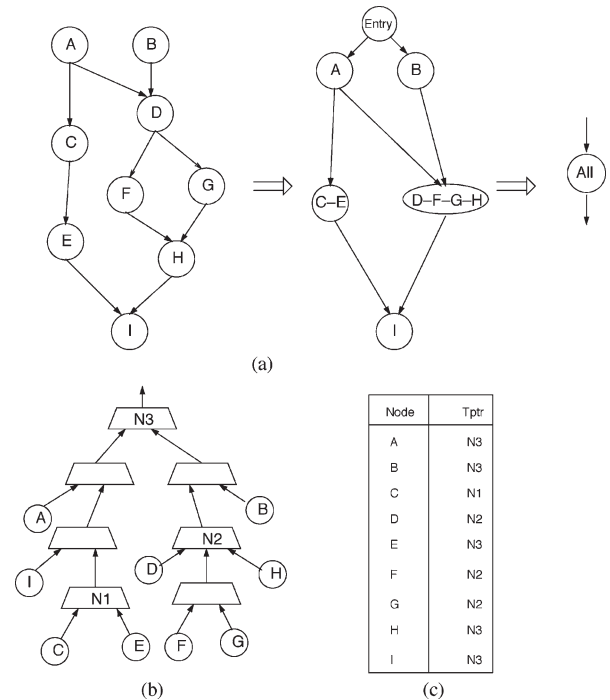 A
B
D
C
F
G
E
H
I
(a)
Entry
A
B
C–E
D–F–G–H
I
All
N3
A
B
N2
I
D
H
N1
C
E
F
G
(b)
Node Tptr
A N3
B N3
C N1
D N2
E N3
F N2
G N2
H N3
I N3
(c)